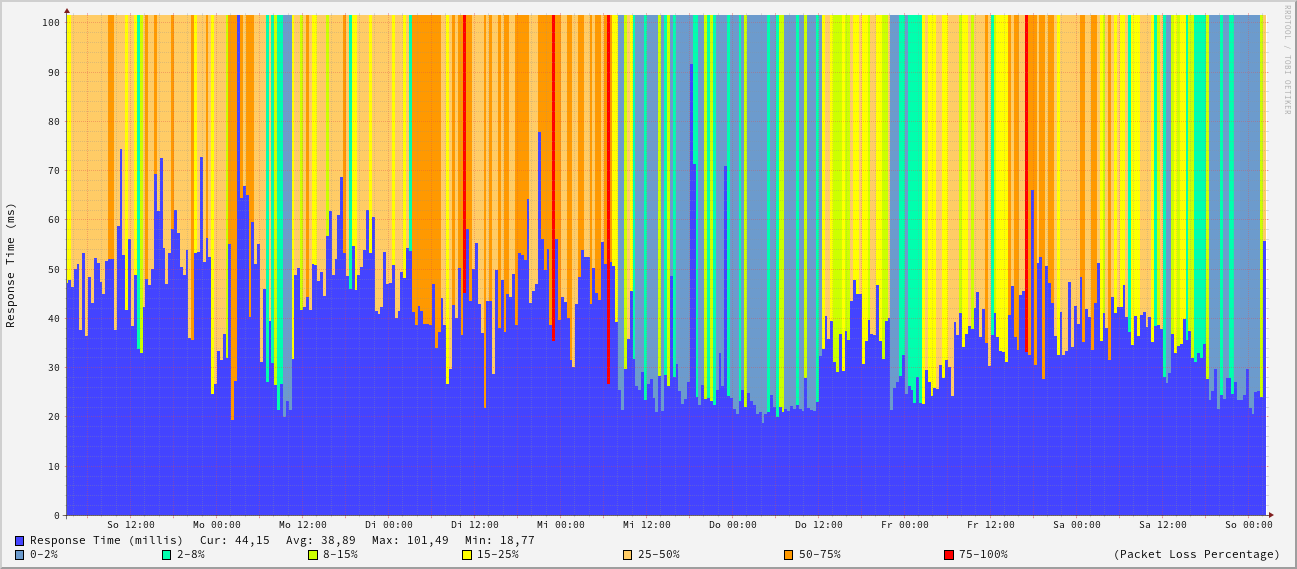 RRDTOOL / TOBI OETIKER
Response Time (ms)
100
90
80
70
60
50
40
30
20
10
0
So 12:00 Mo 00:00 Mo 12:00 Di 00:00 Di 12:00 Mi 00:00 Mi 12:00 Do 00:00 Do 12:00 Fr 00:00 Fr 12:00 Sa 00:00 Sa 12:00 So 00:00
Response Time (millis) Cur: 44,15 Avg: 38,89 Max: 101,49 Min: 18,77
0-2% 2-8% 8-15% 15-25% 25-50% 50-75% 75-100% (Packet Loss Percentage)